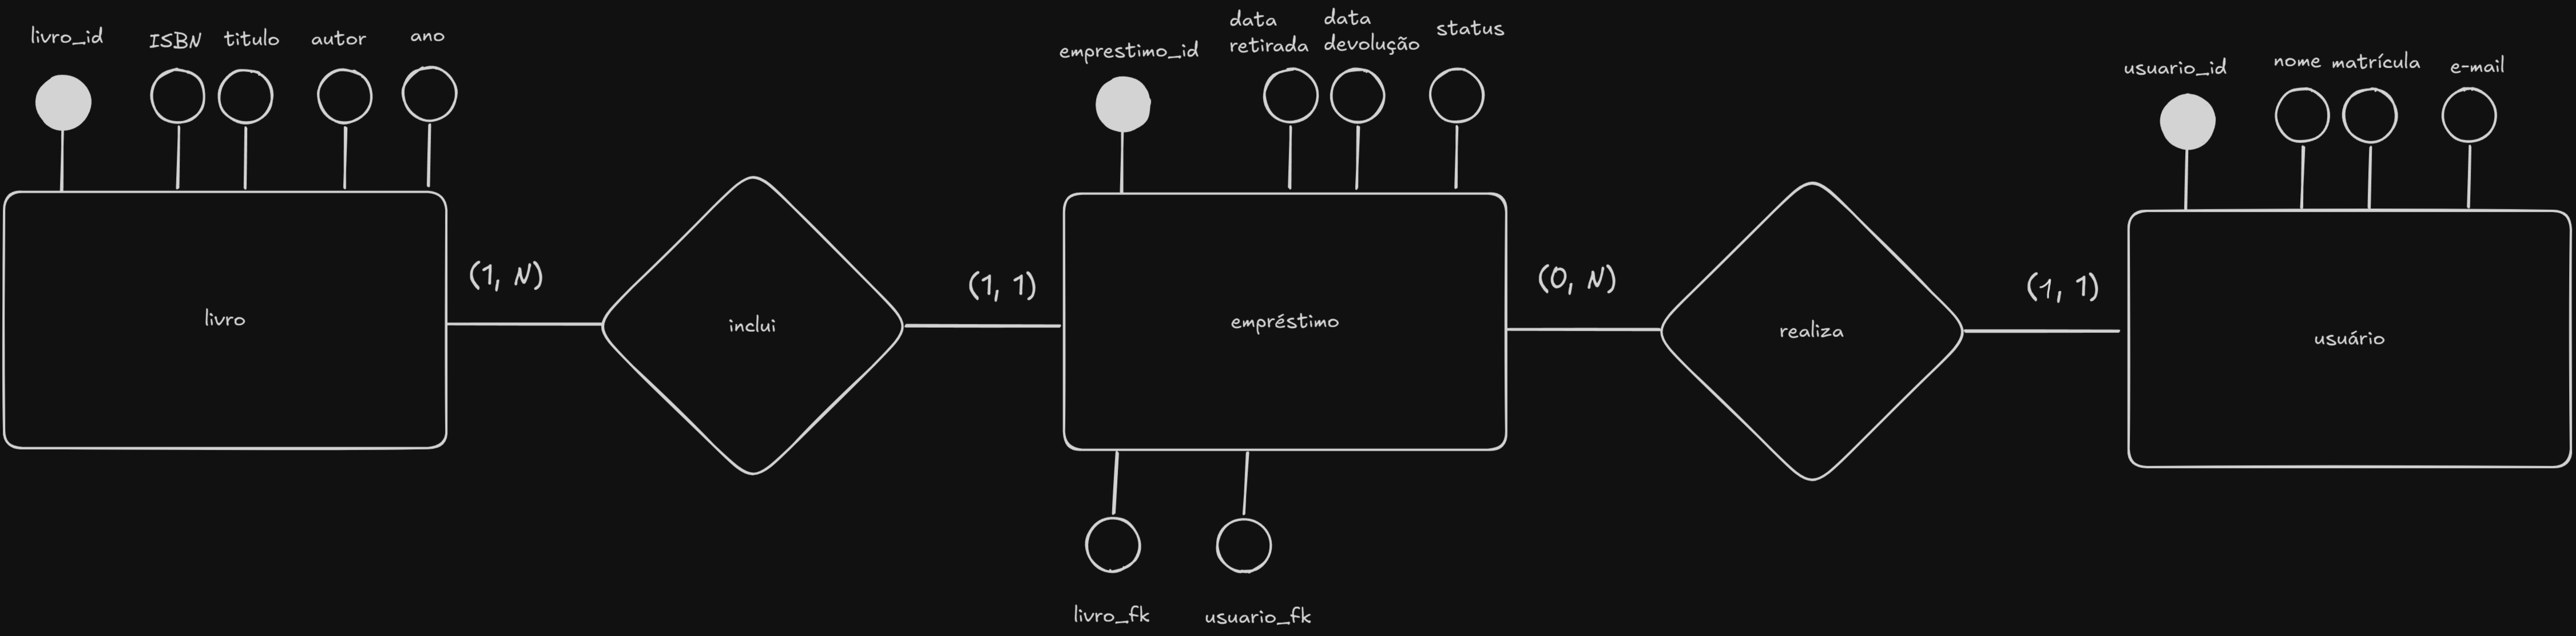 livro_id
ISBN
titulo
autor
ano
emprestimo_id
data
retirada
data
devolução
status
usuario_id
nome
matrícula
e-mail
livro
(1, N)
inclui
(1, 1)
empréstimo
(0, N)
realiza
(1, 1)
usuário
livro_fk
usuario_fk